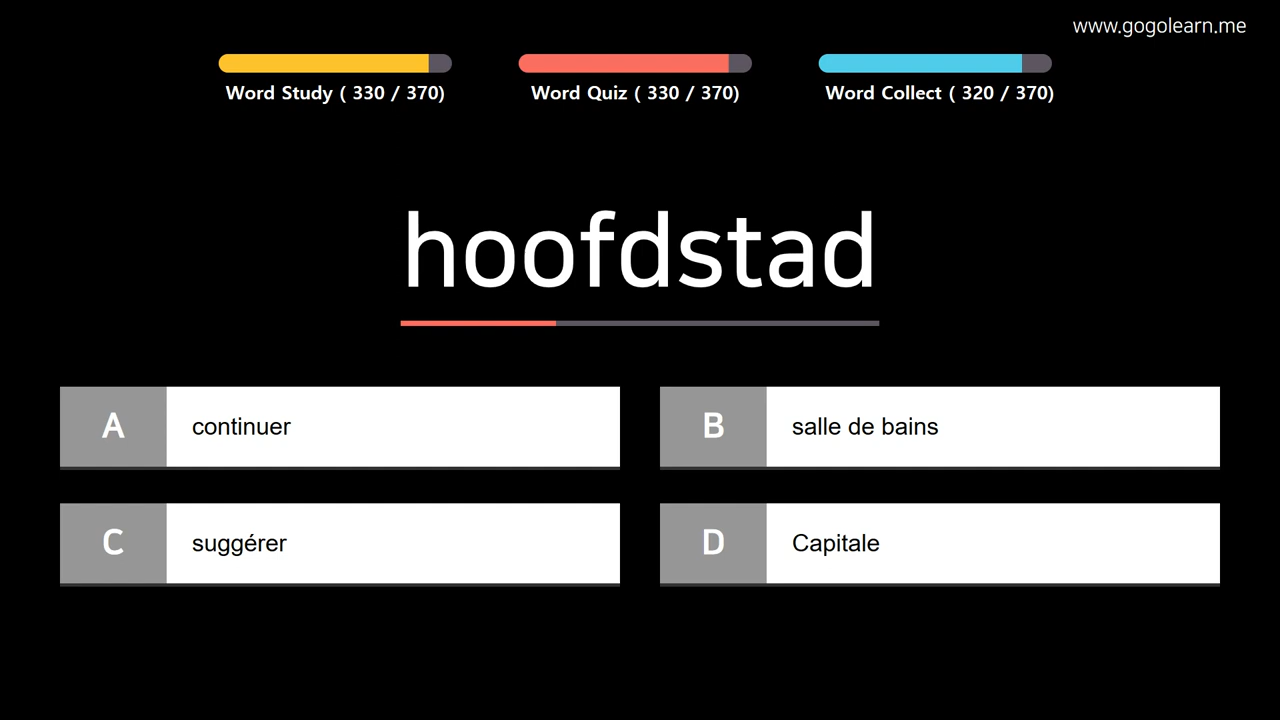 www.gogolearn.me
Word Study ( 330 / 370)
Word Quiz ( 330 / 370)
Word Collect ( 320 / 370)
hoofdstad
A
continuer
B
salle de bains
C
suggérer
D
Capitale